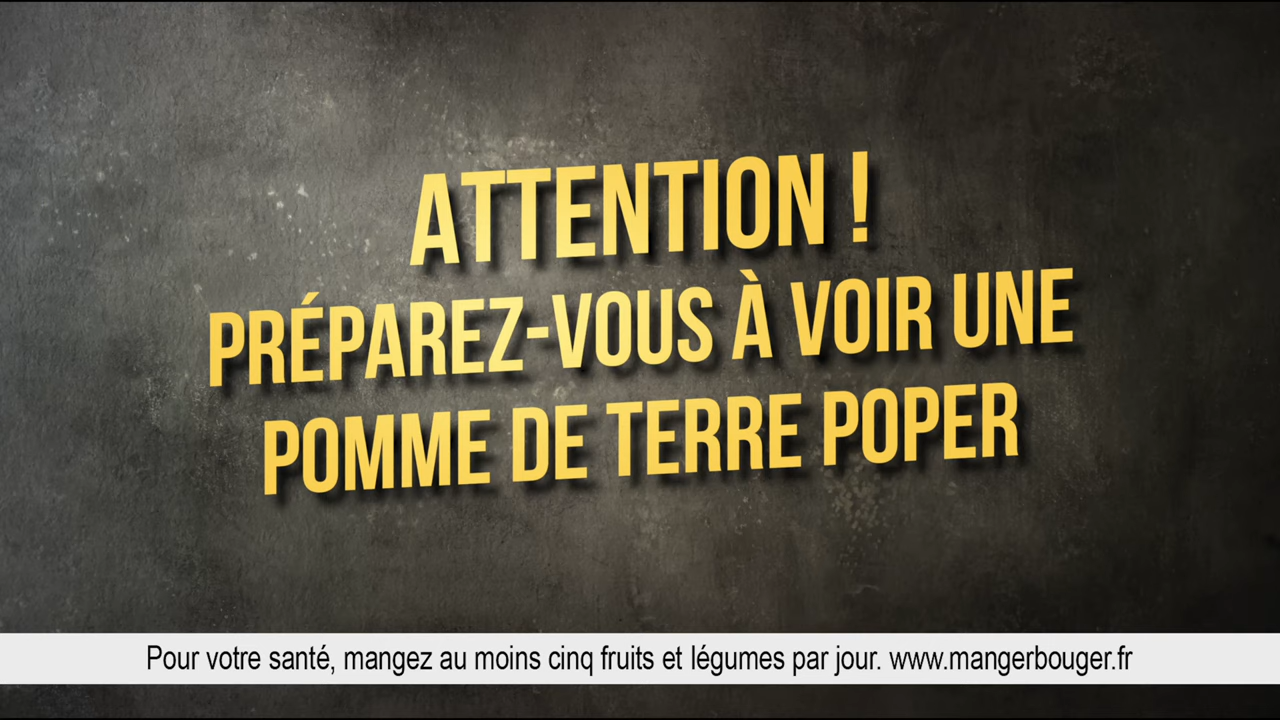 ATTENTION !
PRÉPAREZ-VOUS À VOIR UNE
POMME DE TERRE POPER
Pour votre santé, mangez au moins cinq fruits et légumes par jour. www.mangerbouger.fr